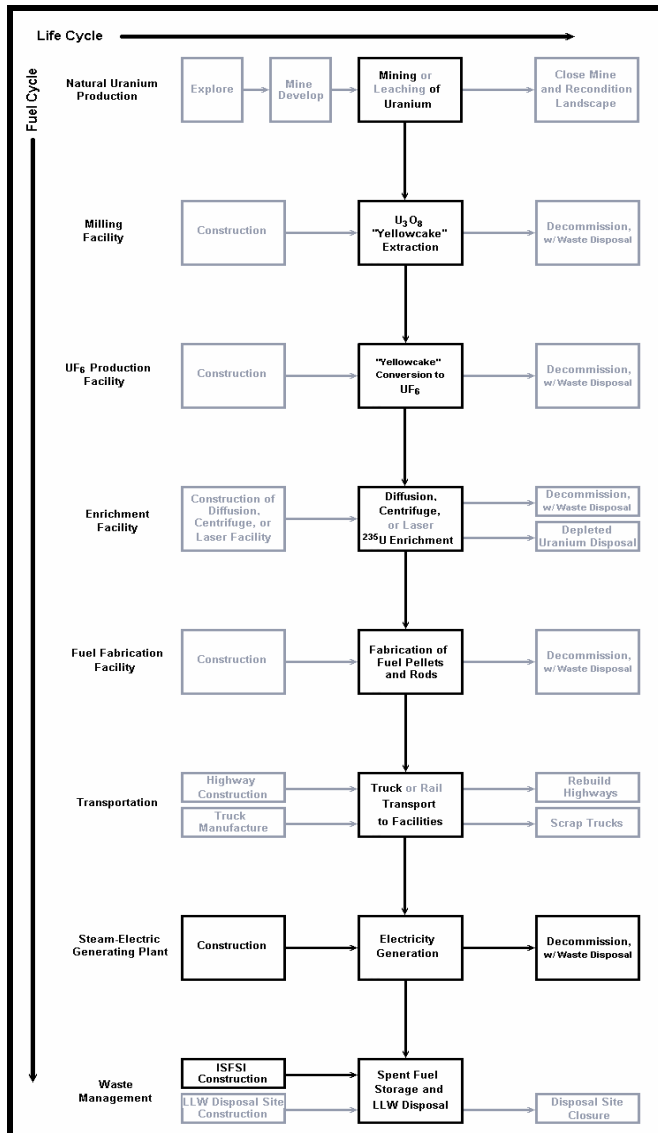 Life Cycle
Fuel Cycle
Natural Uranium
Production
Explore
Mine
Develop
Mining or
Leaching of
Uranium
Close Mine
and Recondition
Landscape
Milling
Facility
Construction
U₃O₈
"Yellowcake"
Extraction
Decommission,
w/Waste Disposal
UF₆ Production
Facility
Construction
"Yellowcake"
Conversion to
UF₆
Decommission,
w/Waste Disposal
Enrichment
Facility
Construction of
Diffusion,
Centrifuge, or
Laser Facility
Diffusion,
Centrifuge,
or Laser
²³⁵U Enrichment
Decommission,
w/Waste Disposal
Depleted
Uranium Disposal
Fuel Fabrication
Facility
Construction
Fabrication of
Fuel Pellets
and Rods
Decommission,
w/Waste Disposal
Transportation
Highway
Construction
Truck
Manufacture
Truck or Rail
Transport
to Facilities
Rebuild
Highways
Scrap Trucks
Steam-Electric
Generating Plant
Construction
Electricity
Generation
Decommission,
w/Waste Disposal
Waste
Management
ISFSI
Construction
LLW Disposal Site
Construction
Spent Fuel
Storage and
LLW Disposal
Disposal Site
Closure